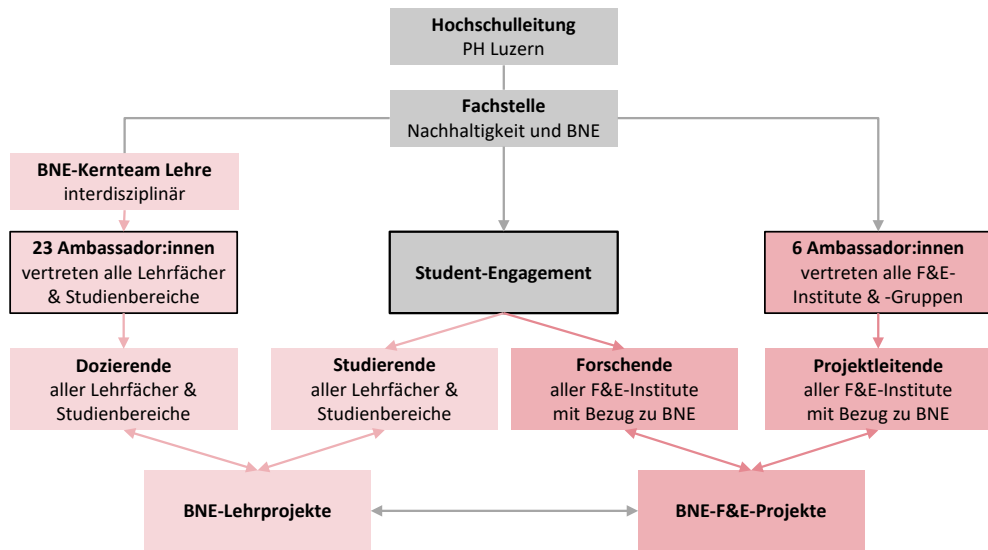 Hochschulleitung
PH Luzern
Fachstelle
Nachhaltigkeit und BNE
BNE-Kernteam Lehre
interdisziplinär
23 Ambassador:innen
vertreten alle Lehrfächer
& Studienbereiche
Student-Engagement
6 Ambassador:innen
vertreten alle F&E-
Institute & -Gruppen
Dozierende
aller Lehrfächer &
Studienbereiche
Studierende
aller Lehrfächer &
Studienbereiche
Forschende
aller F&E-Institute
mit Bezug zu BNE
Projektleitende
aller F&E-Institute
mit Bezug zu BNE
BNE-Lehrprojekte
BNE-F&E-Projekte